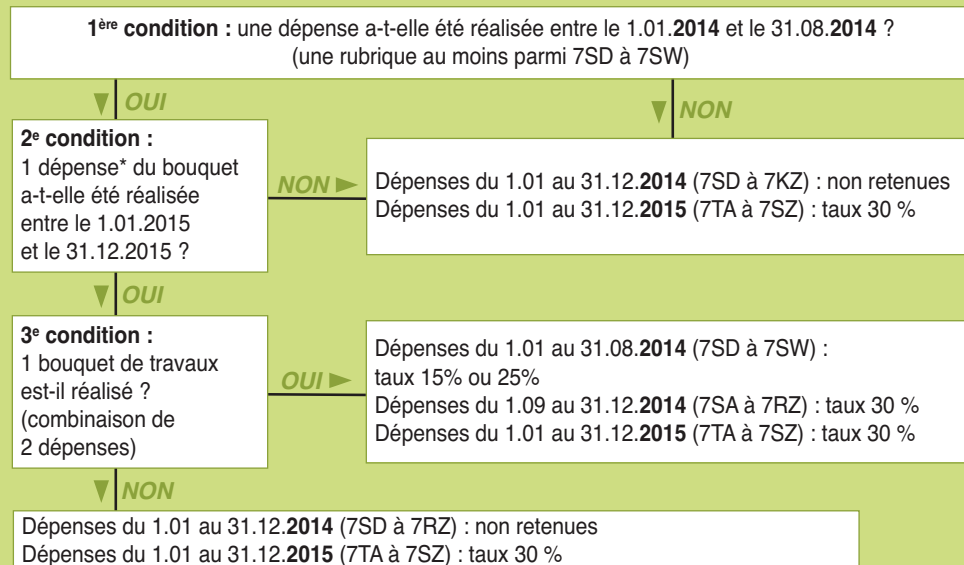 1ère condition : une dépense a-t-elle été réalisée entre le 1.01.2014 et le 31.08.2014 ?
(une rubrique au moins parmi 7SD à 7SW)
OUI
NON
2e condition :
1 dépense* du bouquet
a-t-elle été réalisée
entre le 1.01.2015
et le 31.12.2015 ?
NON
Dépenses du 1.01 au 31.12.2014 (7SD à 7KZ) : non retenues
Dépenses du 1.01 au 31.12.2015 (7TA à 7SZ) : taux 30 %
OUI
3e condition :
1 bouquet de travaux
est-il réalisé ?
(combinaison de
2 dépenses)
OUI
Dépenses du 1.01 au 31.08.2014 (7SD à 7SW) :
taux 15% ou 25%
Dépenses du 1.09 au 31.12.2014 (7SA à 7RZ) : taux 30 %
Dépenses du 1.01 au 31.12.2015 (7TA à 7SZ) : taux 30 %
NON
Dépenses du 1.01 au 31.12.2014 (7SD à 7RZ) : non retenues
Dépenses du 1.01 au 31.12.2015 (7TA à 7SZ) : taux 30 %